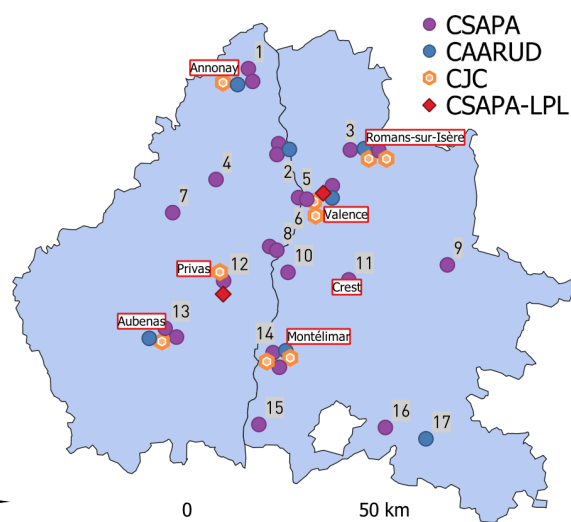 CSAPA
CAARUD
CJC
CSAPA-LPL
1
Annonay
3
Romans-sur-Isère
2
4
5
7
6
Valence
8
9
Privas
12
10
11
Crest
13
Aubenas
14
Montélimar
15
16
17
0
50 km